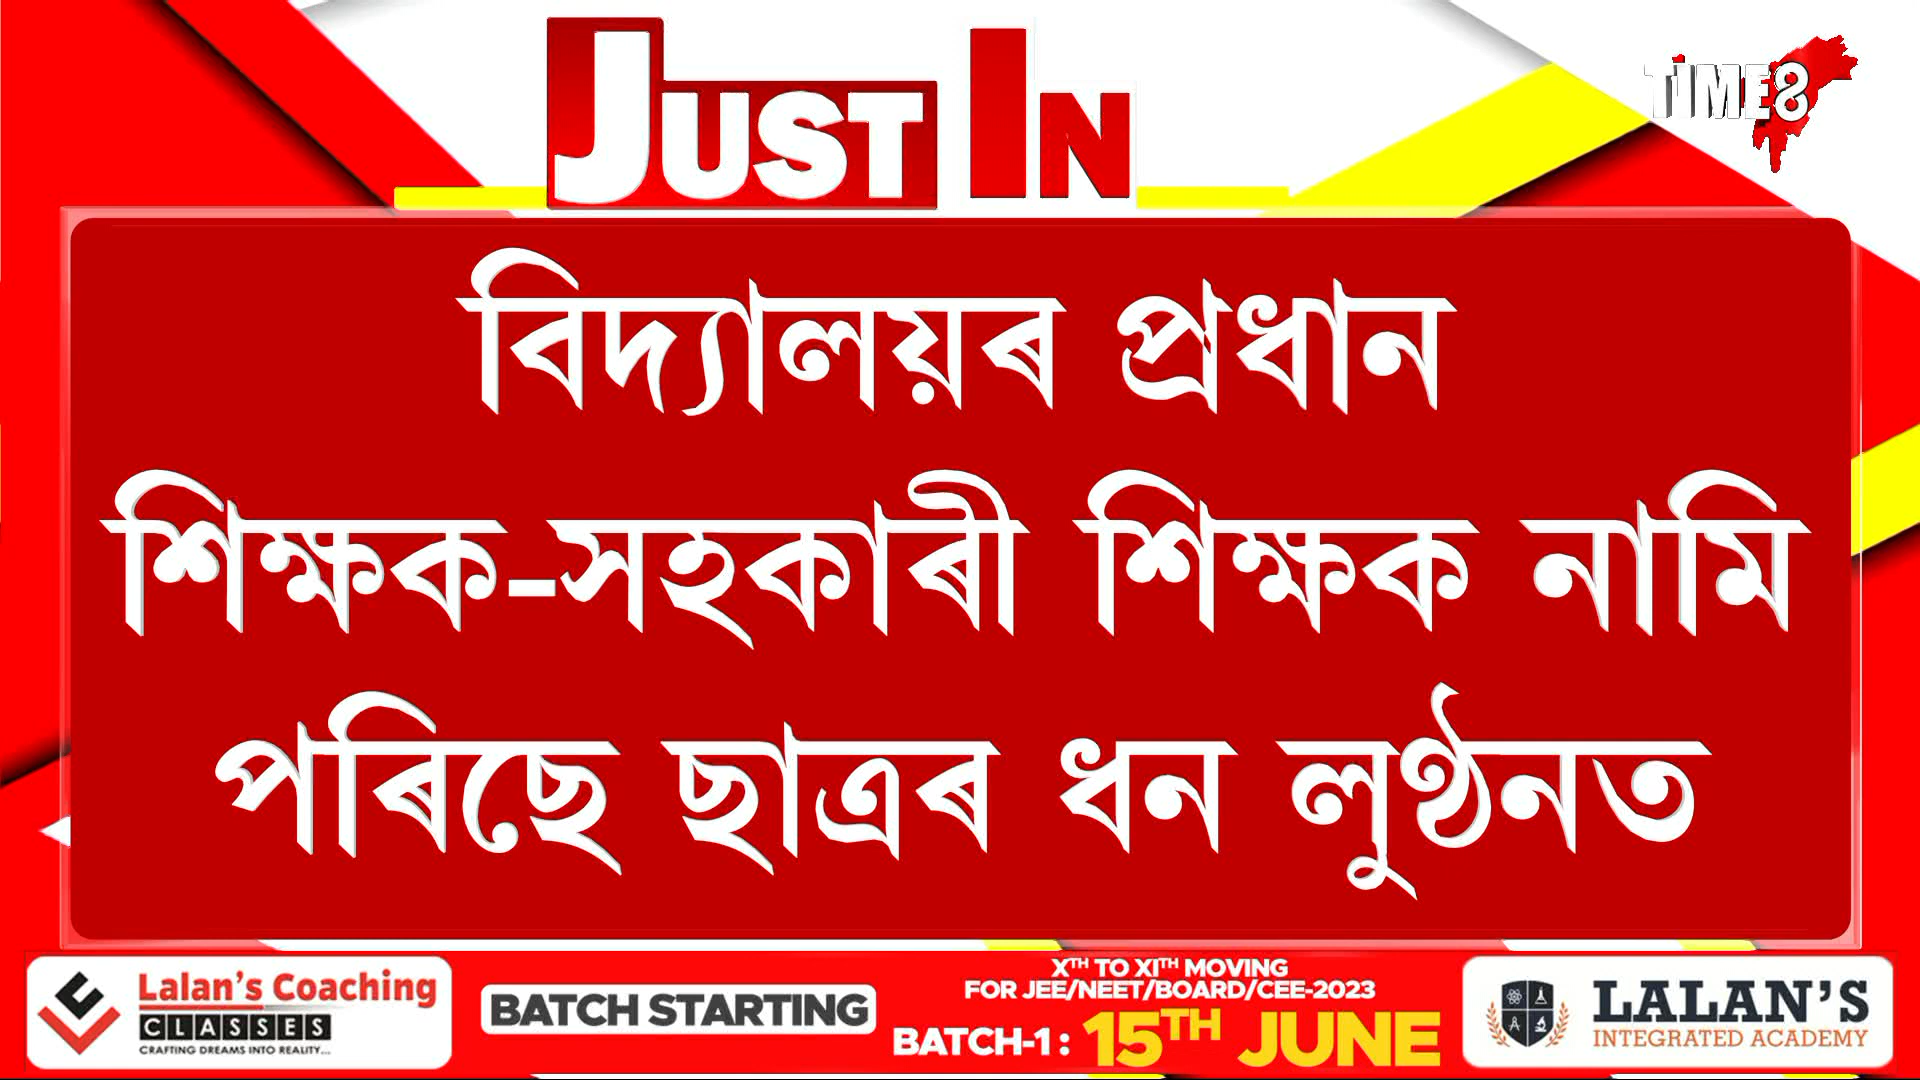 JUST IN
TIME8
বিদ্যালয়ৰ প্ৰধান
শিক্ষক-সহকাৰী শিক্ষক নামি
পৰিছে ছাত্ৰৰ ধন লুণ্ঠনত
Lalan's Coaching
CLASSES
CRAFTING DREAMS INTO REALITY...
BATCH STARTING
XTH TO XITH MOVING
FOR JEE/NEET/BOARD/CEE-2023
BATCH-1 : 15TH JUNE
LALAN'S
INTEGRATED ACADEMY